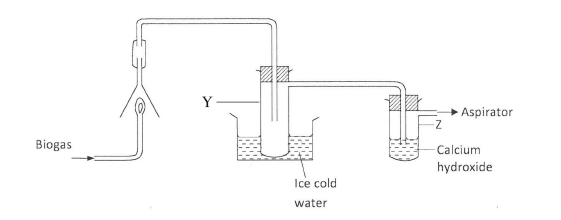 Y
Aspirator
Z
Biogas
Calcium
hydroxide
Ice cold
water